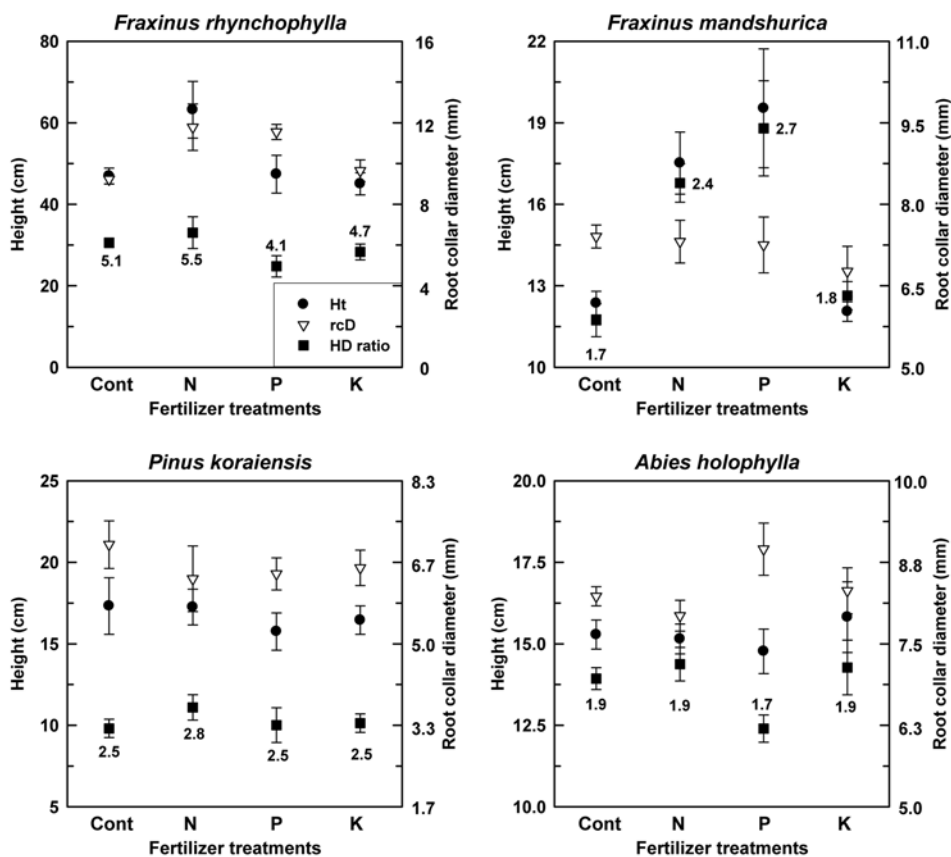 Fraxinus rhynchophylla
80
60
40
20
0
Height (cm)
16
12
8
4
0
Root collar diameter (mm)
5.1
5.5
4.1
4.7
Ht
rcD
HD ratio
Cont N P K
Fertilizer treatments
Fraxinus mandshurica
22
19
16
13
10
Height (cm)
11.0
9.5
8.0
6.5
5.0
Root collar diameter (mm)
1.7
2.4
2.7
1.8
Cont N P K
Fertilizer treatments
Pinus koraiensis
25
20
15
10
5
Height (cm)
8.3
6.7
5.0
3.3
1.7
Root collar diameter (mm)
2.5
2.8
2.5
2.5
Cont N P K
Fertilizer treatments
Abies holophylla
20.0
17.5
15.0
12.5
10.0
Height (cm)
10.0
8.8
7.5
6.3
5.0
Root collar diameter (mm)
1.9
1.9
1.7
1.9
Cont N P K
Fertilizer treatments